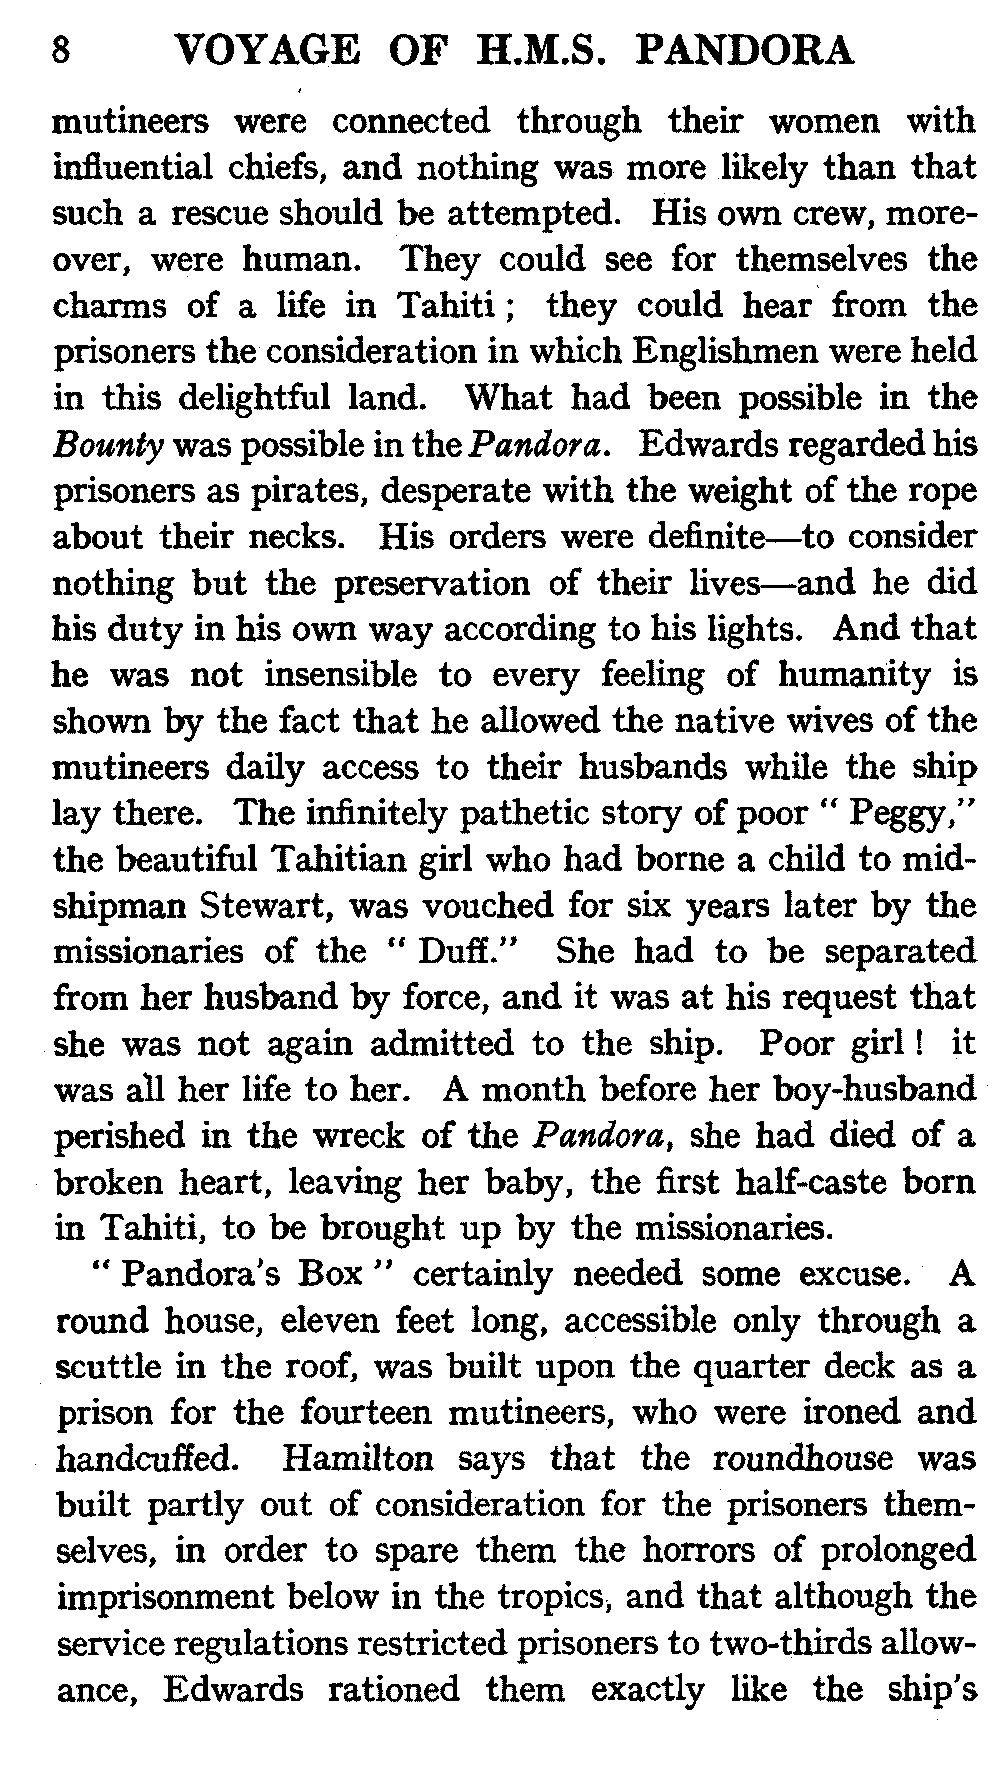 8 VOYAGE OF H.M.S. PANDORA
mutineers were connected through their women with
influential chiefs, and nothing was more likely than that
such a rescue should be attempted. His own crew, more-
over, were human. They could see for themselves the
charms of a life in Tahiti ; they could hear from the
prisoners the consideration in which Englishmen were held
in this delightful land. What had been possible in the
Bounty was possible in the Pandora. Edwards regarded his
prisoners as pirates, desperate with the weight of the rope
about their necks. His orders were definite—to consider
nothing but the preservation of their lives—and he did
his duty in his own way according to his lights. And that
he was not insensible to every feeling of humanity is
shown by the fact that he allowed the native wives of the
mutineers daily access to their husbands while the ship
lay there. The infinitely pathetic story of poor " Peggy,"
the beautiful Tahitian girl who had borne a child to mid-
shipman Stewart, was vouched for six years later by the
missionaries of the " Duff." She had to be separated
from her husband by force, and it was at his request that
she was not again admitted to the ship. Poor girl ! it
was all her life to her. A month before her boy-husband
perished in the wreck of the Pandora, she had died of a
broken heart, leaving her baby, the first half-caste born
in Tahiti, to be brought up by the missionaries.
" Pandora's Box " certainly needed some excuse. A
round house, eleven feet long, accessible only through a
scuttle in the roof, was built upon the quarter deck as a
prison for the fourteen mutineers, who were ironed and
handcuffed. Hamilton says that the roundhouse was
built partly out of consideration for the prisoners them-
selves, in order to spare them the horrors of prolonged
imprisonment below in the tropics, and that although the
service regulations restricted prisoners to two-thirds allow-
ance, Edwards rationed them exactly like the ship's